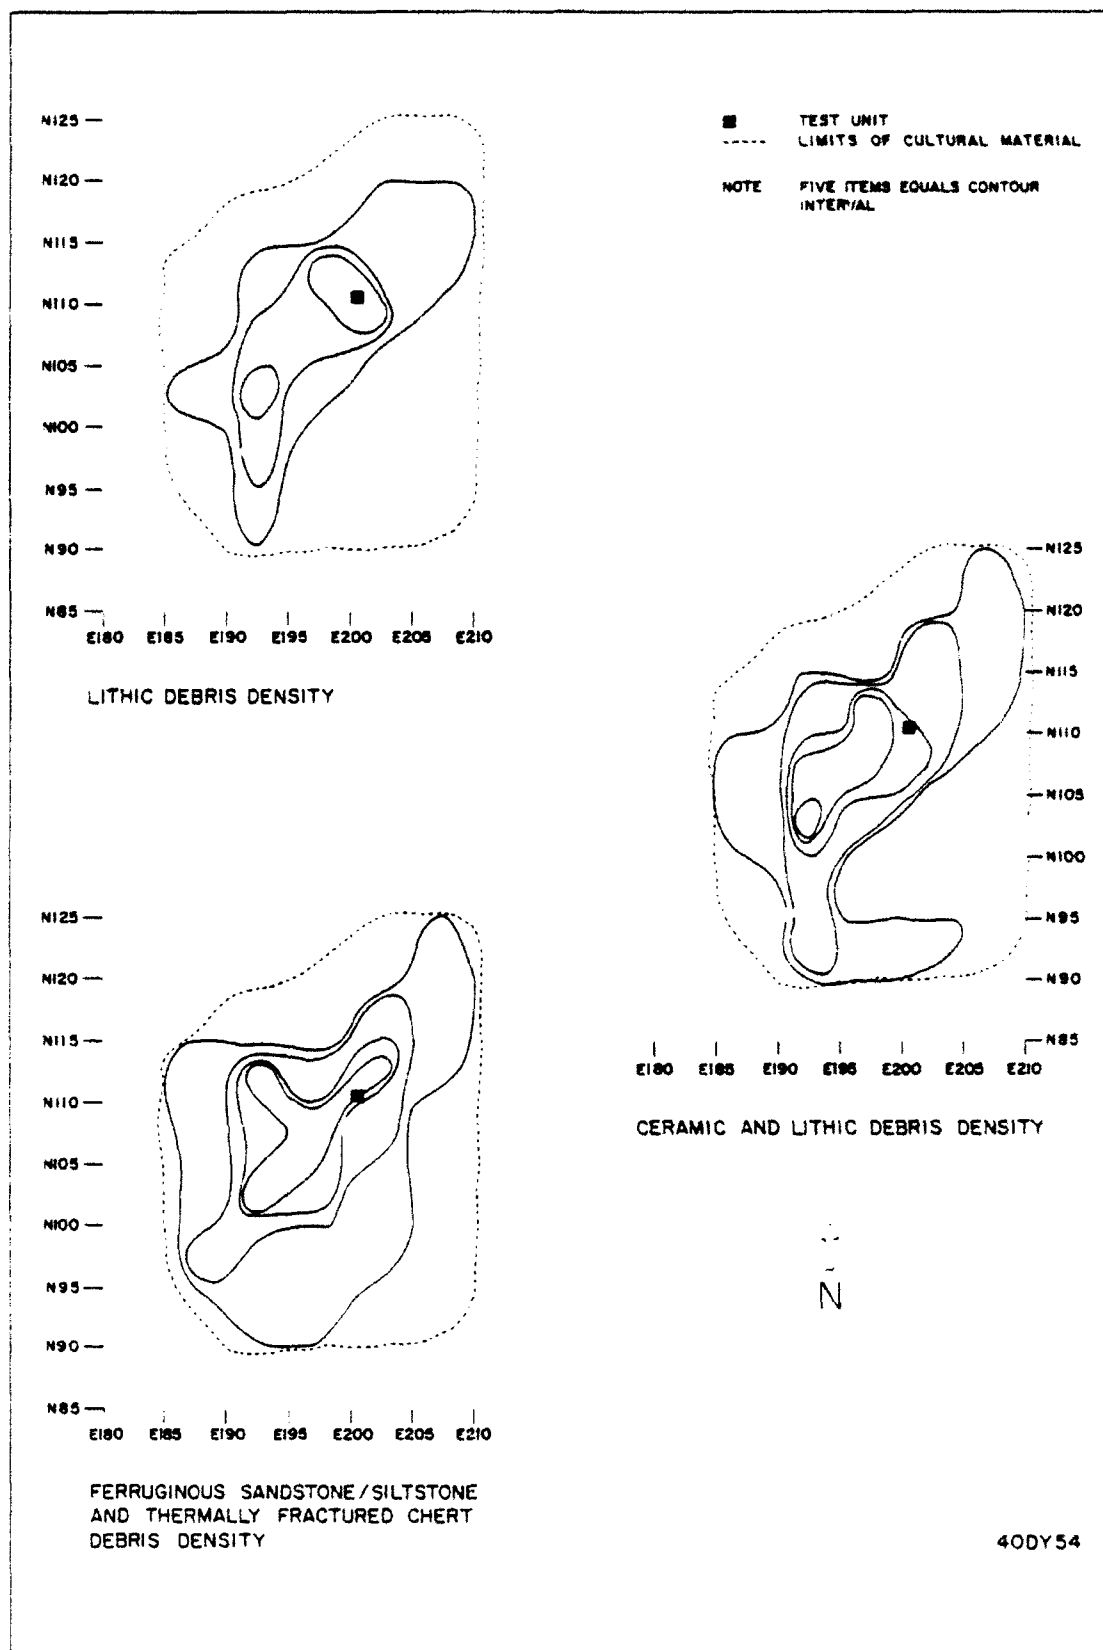 TEST UNIT
LIMITS OF CULTURAL MATERIAL
NOTE FIVE ITEMS EQUALS CONTOUR
INTERVAL
N125
N120
N115
N110
N105
N100
N95
N90
N85
E180 E185 E190 E195 E200 E205 E210
LITHIC DEBRIS DENSITY
N125
N120
N115
N110
N105
N100
N95
N90
N85
E180 E185 E190 E195 E200 E205 E210
CERAMIC AND LITHIC DEBRIS DENSITY
N125
N120
N115
N110
N105
N100
N95
N90
N85
E180 E185 E190 E195 E200 E205 E210
FERRUGINOUS SANDSTONE/SILTSTONE
AND THERMALLY FRACTURED CHERT
DEBRIS DENSITY
N
40DY54